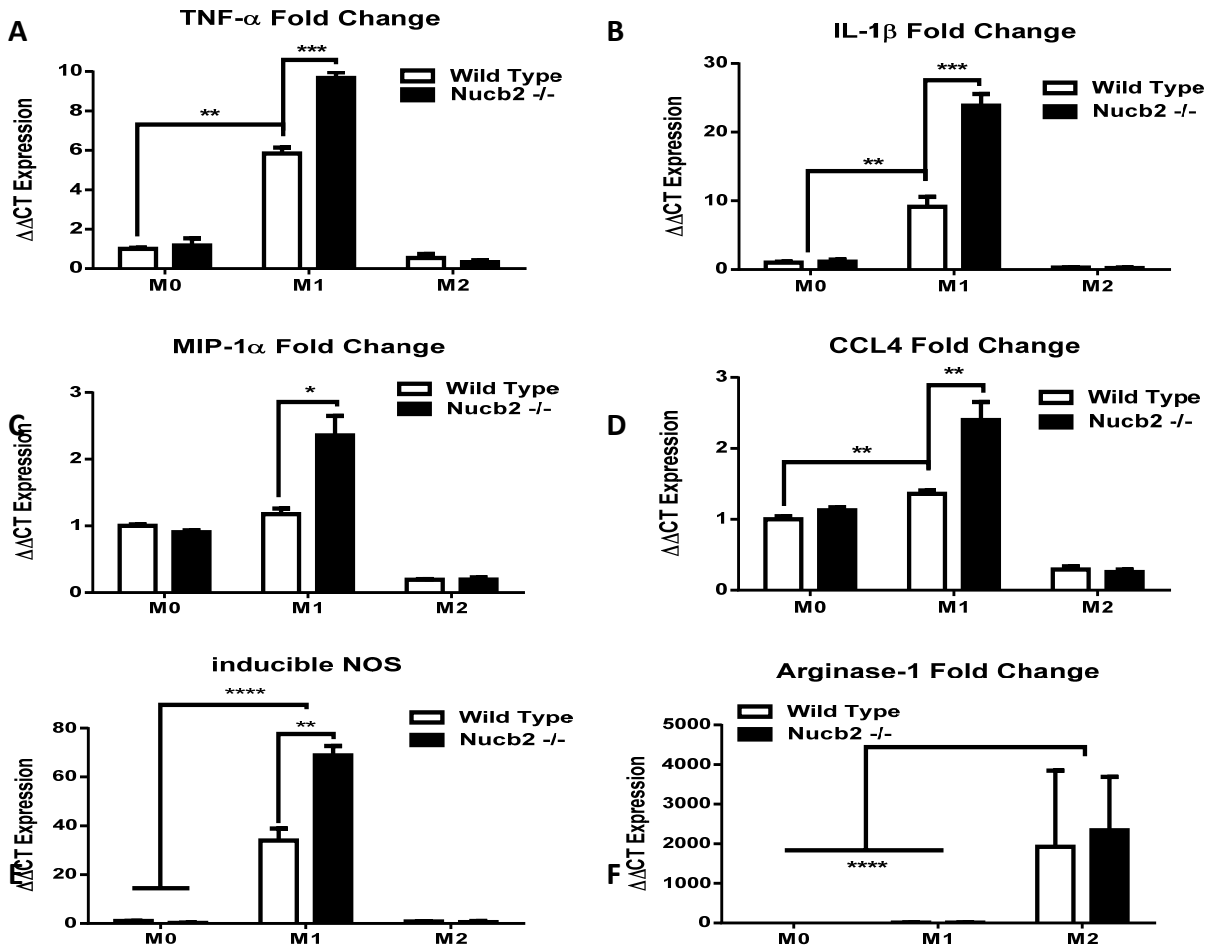 A
TNF-α Fold Change
***
**
Wild Type
Nucb2 -/-
ΔΔCT Expression
10
8
6
4
2
0
M0 M1 M2
B
IL-1β Fold Change
***
**
Wild Type
Nucb2 -/-
ΔΔCT Expression
30
20
10
0
M0 M1 M2
C
MIP-1α Fold Change
*
Wild Type
Nucb2 -/-
ΔΔCT Expression
3
2
1
0
M0 M1 M2
D
CCL4 Fold Change
**
**
Wild Type
Nucb2 -/-
ΔΔCT Expression
3
2
1
0
M0 M1 M2
E
inducible NOS
****
**
Wild Type
Nucb2 -/-
ΔΔCT Expression
80
60
40
20
0
M0 M1 M2
F
Arginase-1 Fold Change
Wild Type
Nucb2 -/-
ΔΔCT Expression
5000
4000
3000
2000
1000
0
****
M0 M1 M2